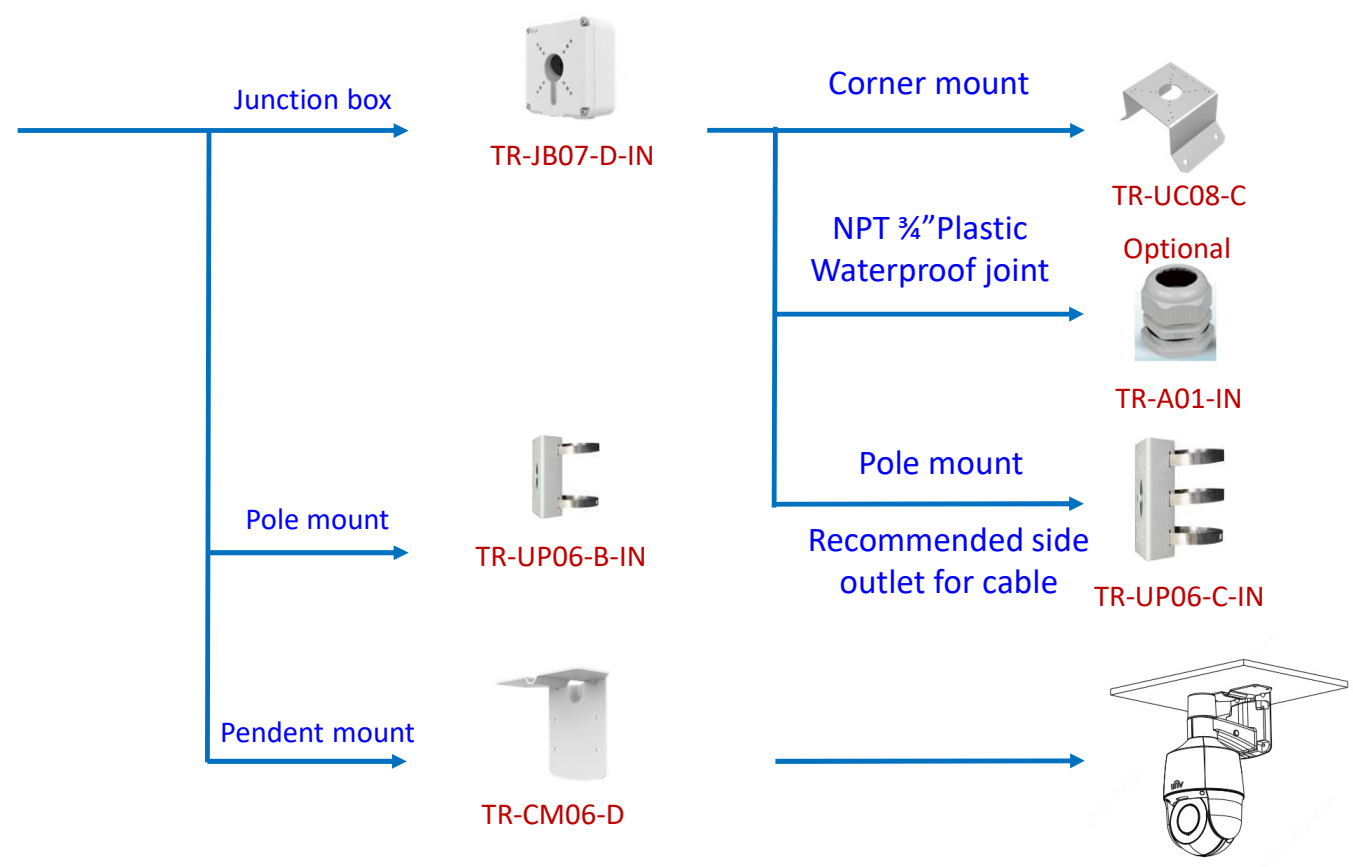 Junction box
TR-JB07-D-IN
Corner mount
TR-UC08-C
NPT ¾”Plastic
Waterproof joint
Optional
TR-A01-IN
Pole mount
TR-UP06-B-IN
Pole mount
Recommended side
outlet for cable
TR-UP06-C-IN
Pendent mount
TR-CM06-D
unv